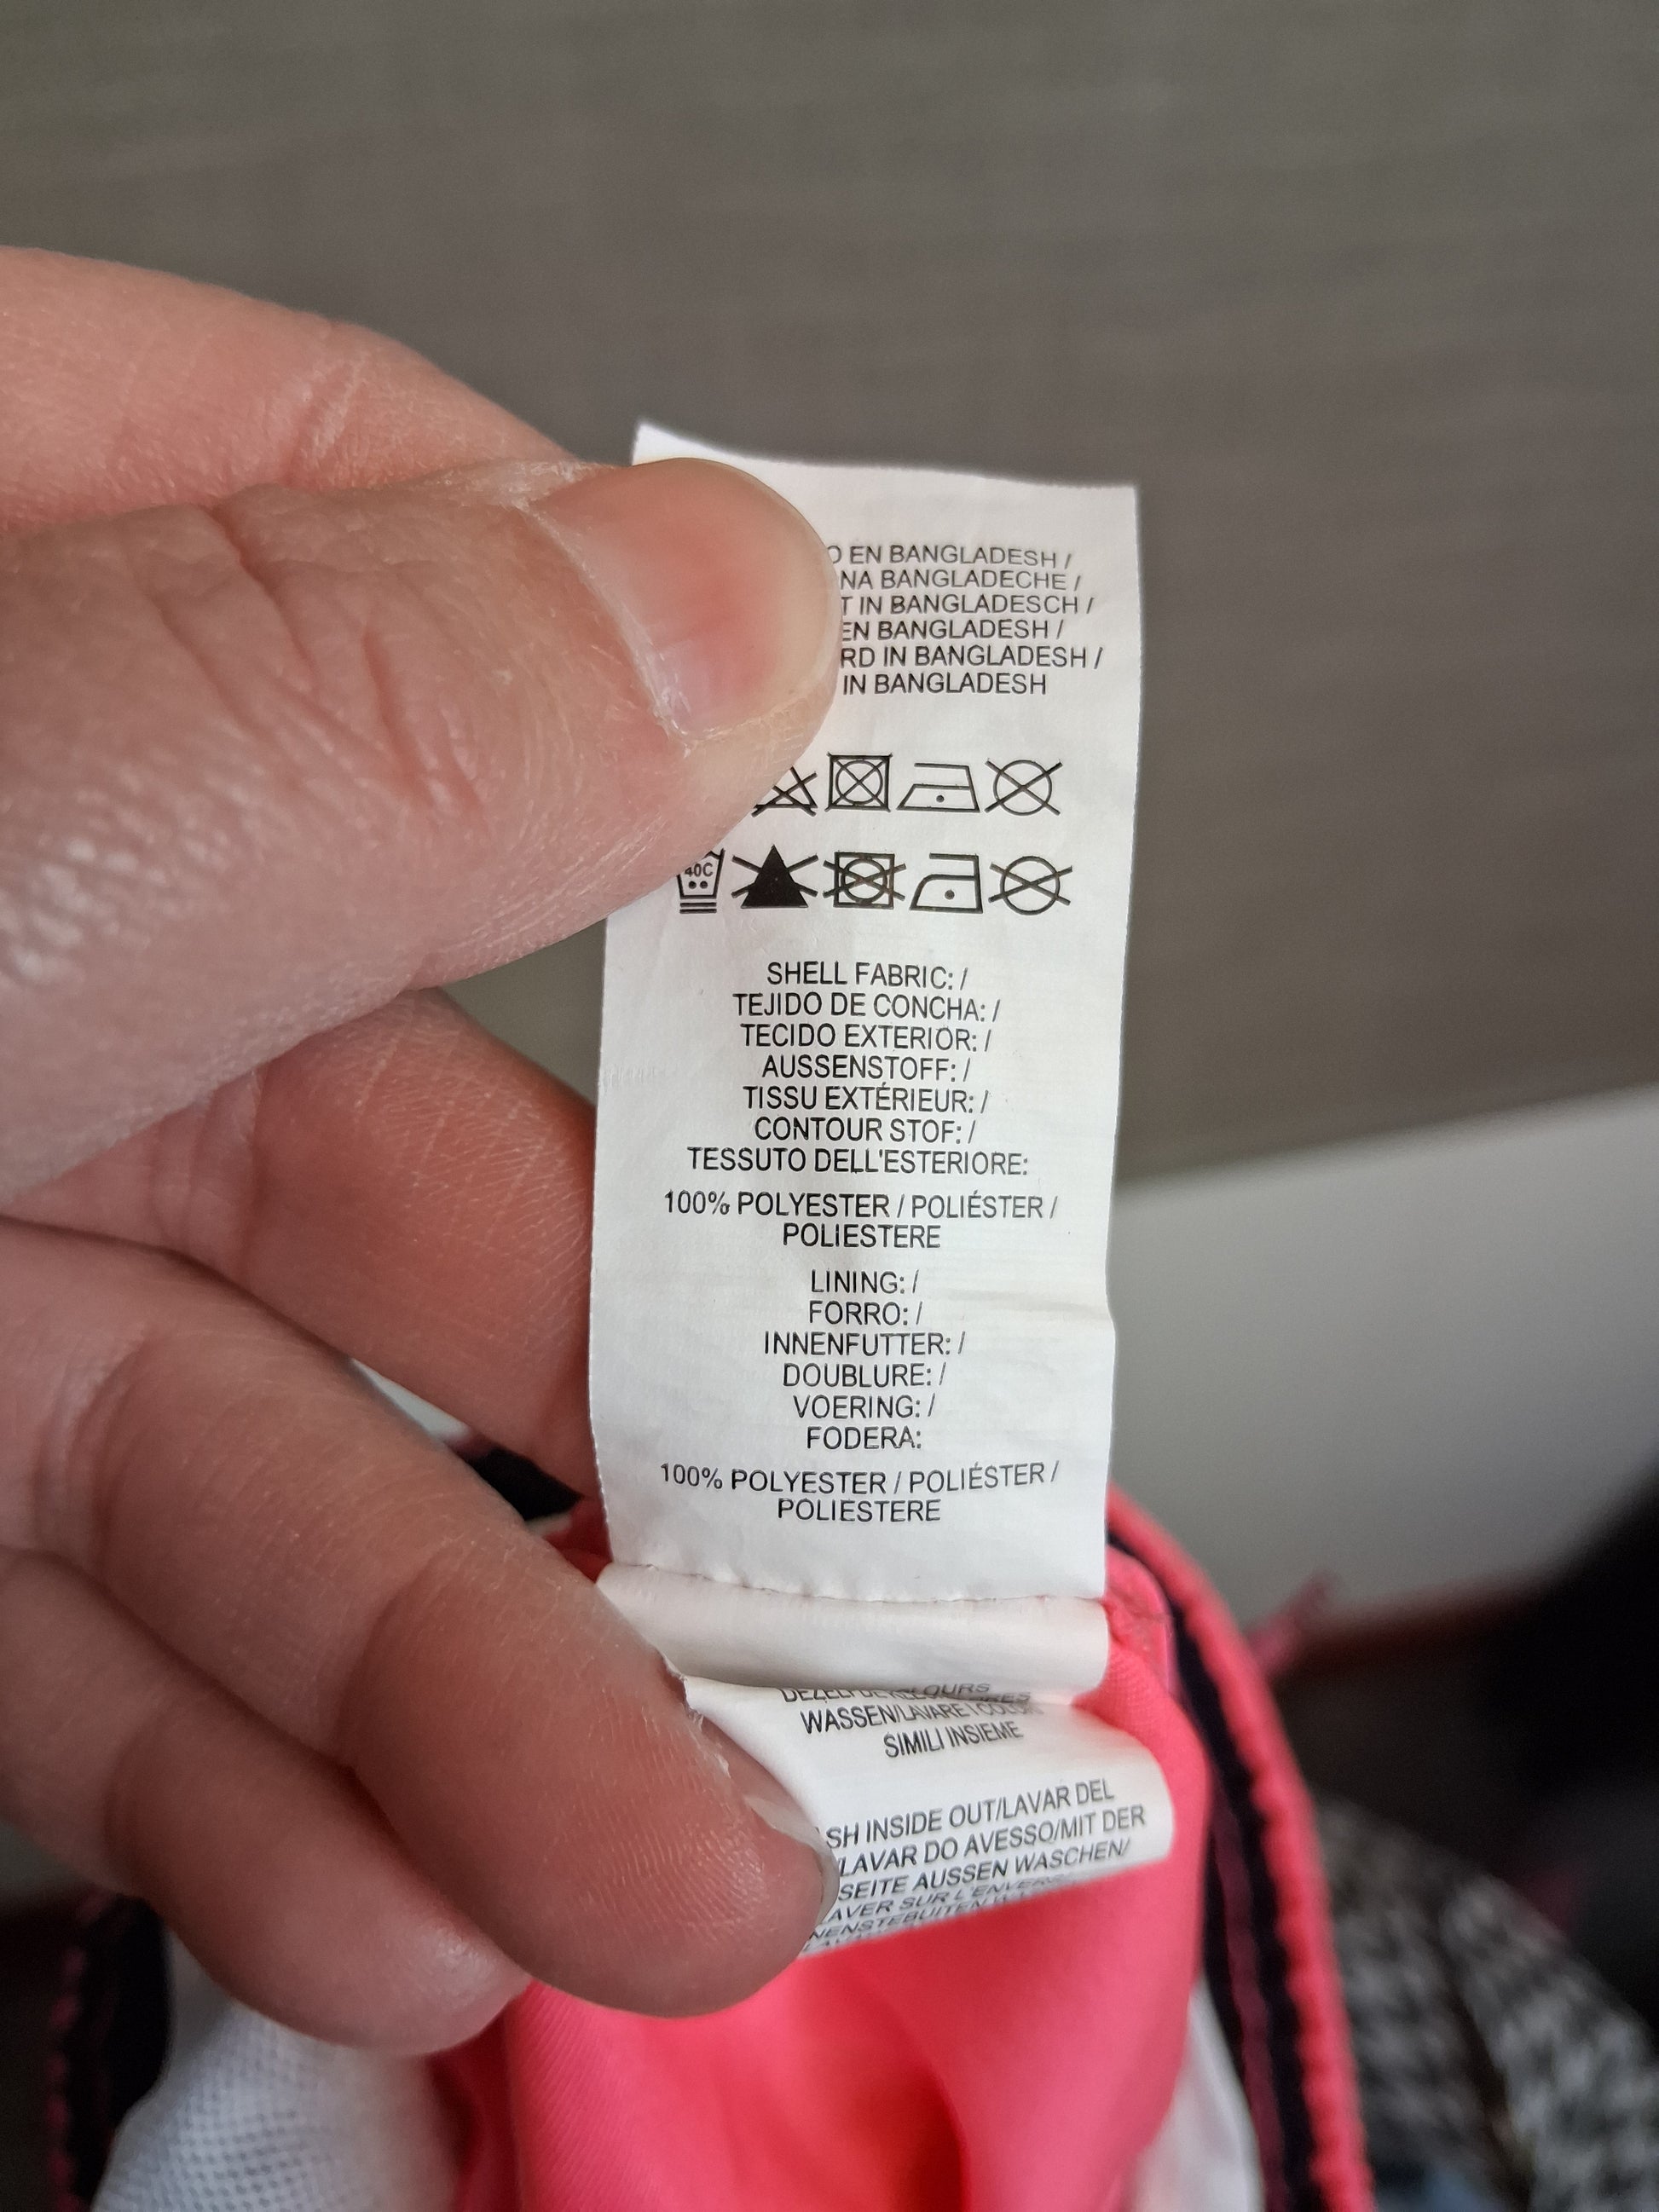 EN BANGLADESH /
NA BANGLADECHE /
IN BANGLADESCH /
EN BANGLADESH /
IN BANGLADESH /
IN BANGLADESH
40C
SHELL FABRIC: /
TEJIDO DE CONCHA: /
TECIDO EXTERIOR: /
AUSSENSTOFF: /
TISSU EXTÉRIEUR: /
CONTOUR STOF: /
TESSUTO DELL'ESTERIORE:
100% POLYESTER / POLIÉSTER /
POLIESTERE
LINING: /
FORRO: /
INNENFUTTER: /
DOUBLURE: /
VOERING: /
FODERA:
100% POLYESTER / POLIÉSTER /
POLIESTERE
WASSEN/LAVARE I COLORI
SIMILI INSIEME
INSIDE OUT/LAVAR DEL
/LAVAR DO AVESSO/MIT DER
SEITE AUSSEN WASCHEN/
SUR L'ENVERS